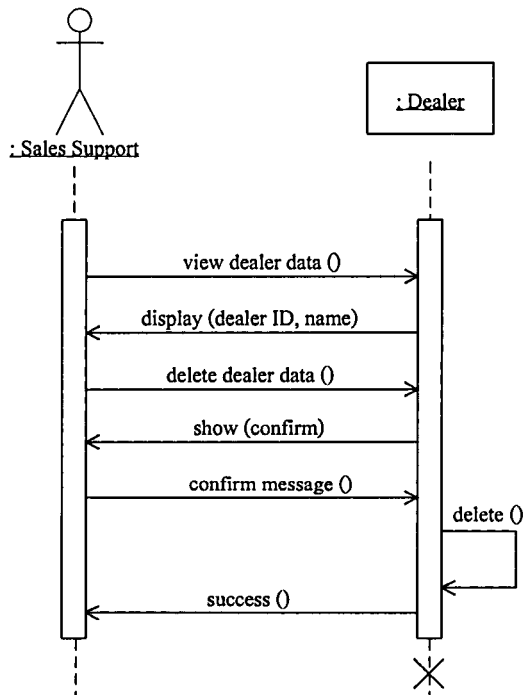 : Dealer
: Sales Support
view dealer data ()
display (dealer ID, name)
delete dealer data ()
show (confirm)
confirm message ()
delete ()
success ()